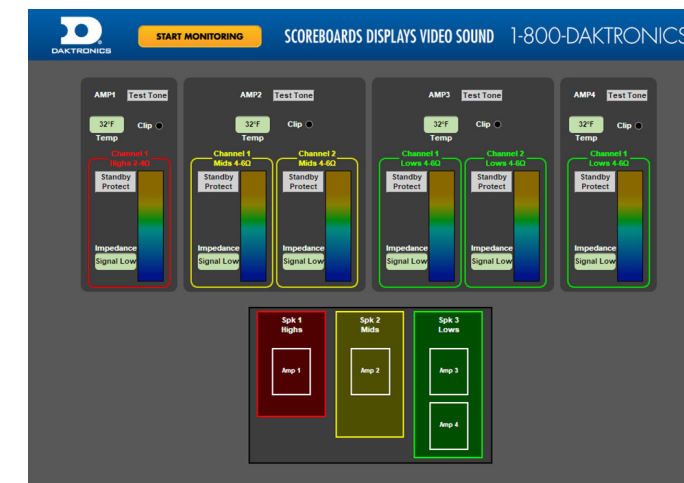 DAKTRONICS
START MONITORING
SCOREBOARDS DISPLAYS VIDEO SOUND
1-800-DAKTRONICS
AMP1 Test Tone
32°F Clip
Temp
Channel 1
Highs 2-4Ω
Standby
Protect
Impedance
Signal Low
AMP2 Test Tone
32°F Clip
Temp
Channel 1
Mids 4-6Ω
Standby
Protect
Impedance
Signal Low
Channel 2
Mids 4-6Ω
Standby
Protect
Impedance
Signal Low
AMP3 Test Tone
32°F Clip
Temp
Channel 1
Lows 4-6Ω
Standby
Protect
Impedance
Signal Low
Channel 2
Lows 4-6Ω
Standby
Protect
Impedance
Signal Low
AMP4 Test Tone
32°F Clip
Temp
Channel 1
Lows 4-6Ω
Standby
Protect
Impedance
Signal Low
Spk 1
Highs
Amp 1
Spk 2
Mids
Amp 2
Spk 3
Lows
Amp 3
Amp 4